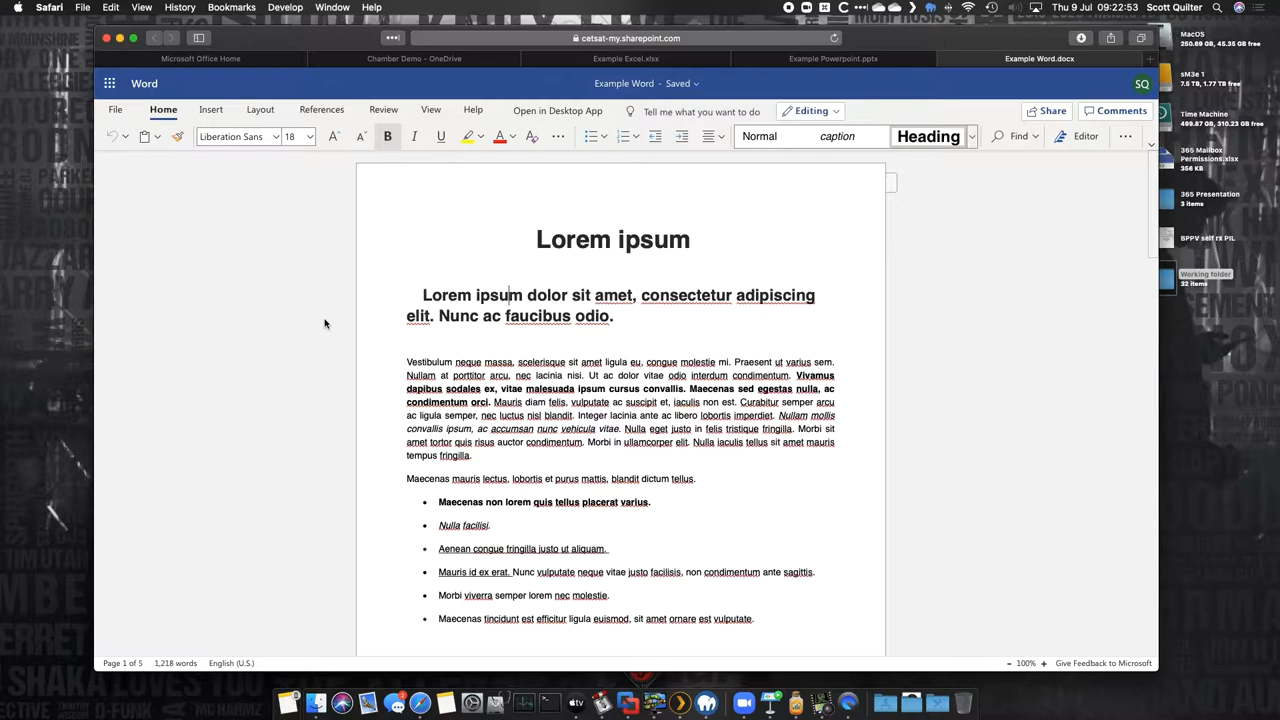 Safari File Edit View History Bookmarks Develop Window Help Thu 9 Jul 09:22:53 Scott Quilter
cetsat-my.sharepoint.com
Microsoft Office Home Chamber Demo - OneDrive Example Excel.xlsx Example Powerpoint.pptx Example Word.docx
Word Example Word - Saved SQ
File Home Insert Layout References Review View Help Open in Desktop App Tell me what you want to do Editing Share Comments
Liberation Sans 18 A A B I U A A Normal caption Heading Find Editor
Lorem ipsum
Lorem ipsum dolor sit amet, consectetur adipiscing
elit. Nunc ac faucibus odio.
Vestibulum neque massa, scelerisque sit amet ligula eu, congue molestie mi. Praesent ut varius sem.
Nullam at porttitor arcu, nec lacinia nisi. Ut ac dolor vitae odio interdum condimentum. Vivamus
dapibus sodales ex, vitae malesuada ipsum cursus convallis. Maecenas sed egestas nulla, ac
condimentum orci. Mauris diam felis, vulputate ac suscipit et, iaculis non est. Curabitur semper arcu
ac ligula semper, nec luctus nisl blandit. Integer lacinia ante ac libero lobortis imperdiet. Nullam mollis
convallis ipsum, ac accumsan nunc vehicula vitae. Nulla eget justo in felis tristique fringilla. Morbi sit
amet tortor quis risus auctor condimentum. Morbi in ullamcorper elit. Nulla iaculis tellus sit amet mauris
tempus fringilla.
Maecenas mauris lectus, lobortis et purus mattis, blandit dictum tellus.
• Maecenas non lorem quis tellus placerat varius.
• Nulla facilisi.
• Aenean congue fringilla justo ut aliquam.
• Mauris id ex erat. Nunc vulputate neque vitae justo facilisis, non condimentum ante sagittis.
• Morbi viverra semper lorem nec molestie.
• Maecenas tincidunt est efficitur ligula euismod, sit amet ornare est vulputate.
Page 1 of 5 1,218 words English (U.S.) - 100% + Give Feedback to Microsoft
MacOS
250.69 GB, 45.35 GB free
sM3e 1
7.5 TB, 1.77 TB free
Time Machine
499.87 GB, 310.23 GB free
365 Mailbox
Permissions.xlsx
356 KB
365 Presentation
3 items
BPPV self rx PIL
Working folder
32 items